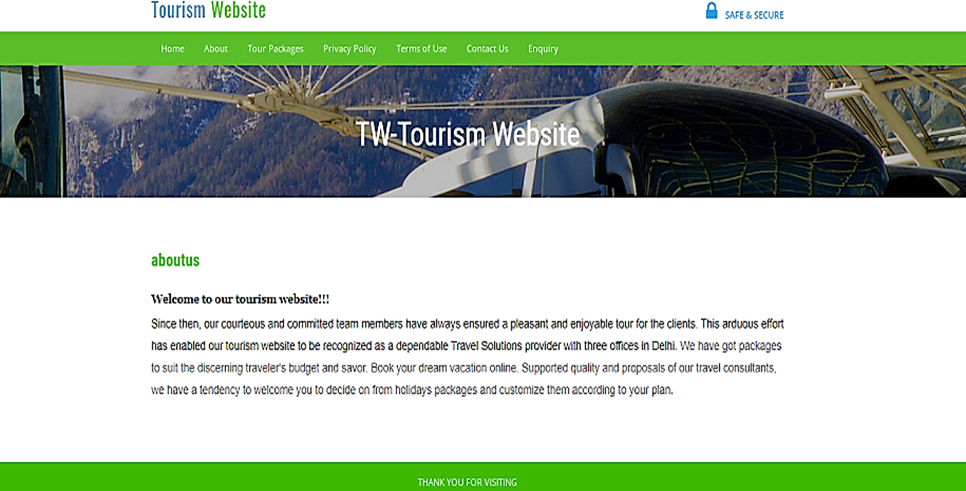 Tourism Website
SAFE & SECURE
Home About Tour Packages Privacy Policy Terms of Use Contact Us Enquiry
TW-Tourism Website
aboutus
Welcome to our tourism website!!!
Since then, our courteous and committed team members have always ensured a pleasant and enjoyable tour for the clients. This arduous effort
has enabled our tourism website to be recognized as a dependable Travel Solutions provider with three offices in Delhi. We have got packages
to suit the discerning traveler's budget and savor. Book your dream vacation online. Supported quality and proposals of our travel consultants,
we have a tendency to welcome you to decide on from holidays packages and customize them according to your plan.
THANK YOU FOR VISITING